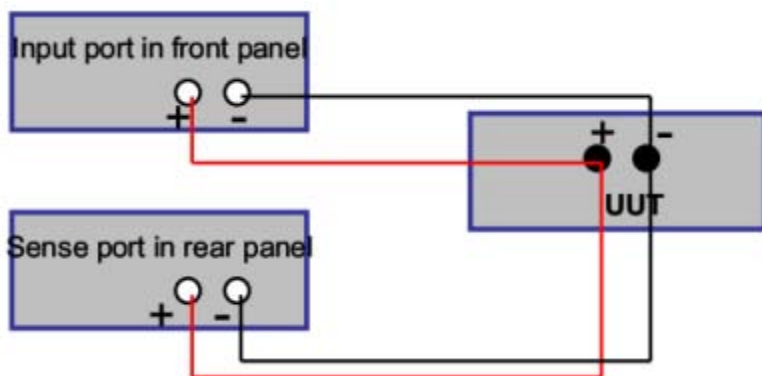 Input port in front panel
+ -
+ -
UUT
Sense port in rear panel
+ -